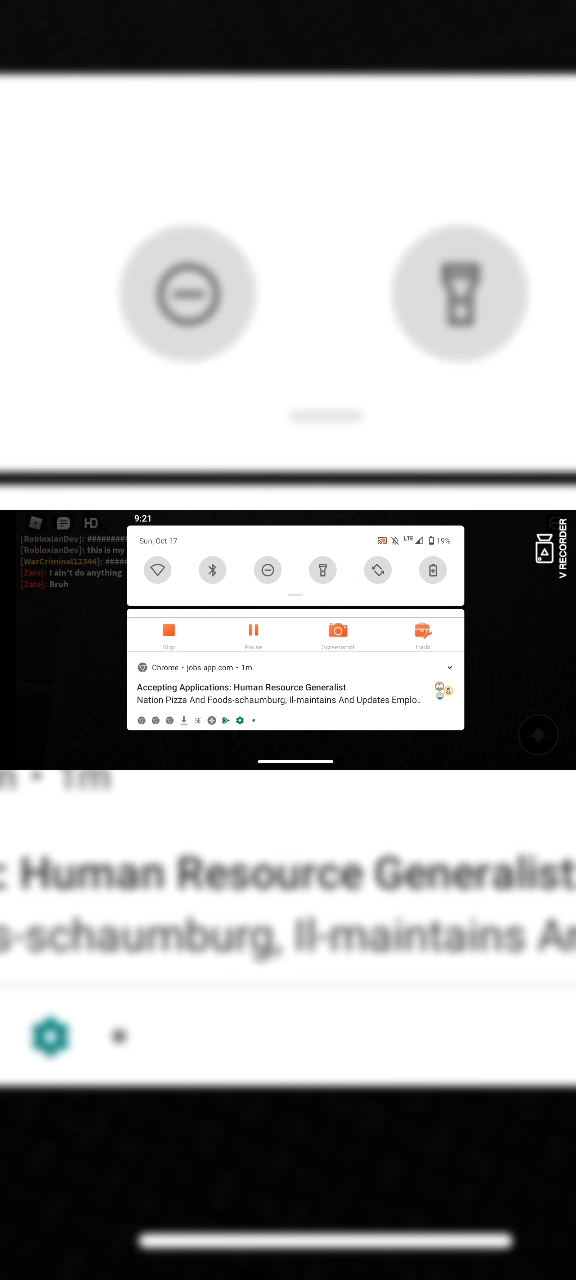 9:21
HD
[RobloxianDev]: #########
[RobloxianDev]: this is my
[WarCriminal12344]: ####
[Zate]: I ain't do anything
[Zate]: Bruh
Sun, Oct 17
LTE
19%
Stop
Pause
Screenshot
Tools
Chrome • jobs-app.com • 1m
Accepting Applications: Human Resource Generalist
Nation Pizza And Foods-schaumburg, Il-maintains And Updates Emplo..
V RECORDER
1m
: Human Resource Generalist
s-schaumburg, Il-maintains